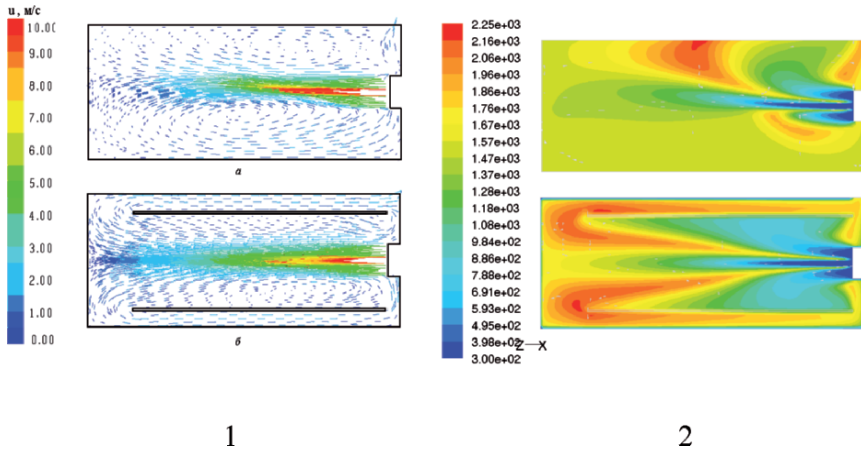 u, м/с
10.00
9.00
8.00
7.00
6.00
5.00
4.00
3.00
2.00
1.00
0.00
а
б
2.25e+03
2.16e+03
2.06e+03
1.96e+03
1.86e+03
1.76e+03
1.67e+03
1.57e+03
1.47e+03
1.37e+03
1.28e+03
1.18e+03
1.08e+03
9.84e+02
8.86e+02
7.88e+02
6.91e+02
5.93e+02
4.95e+02
3.98e+02
3.00e+02
Z X
1
2